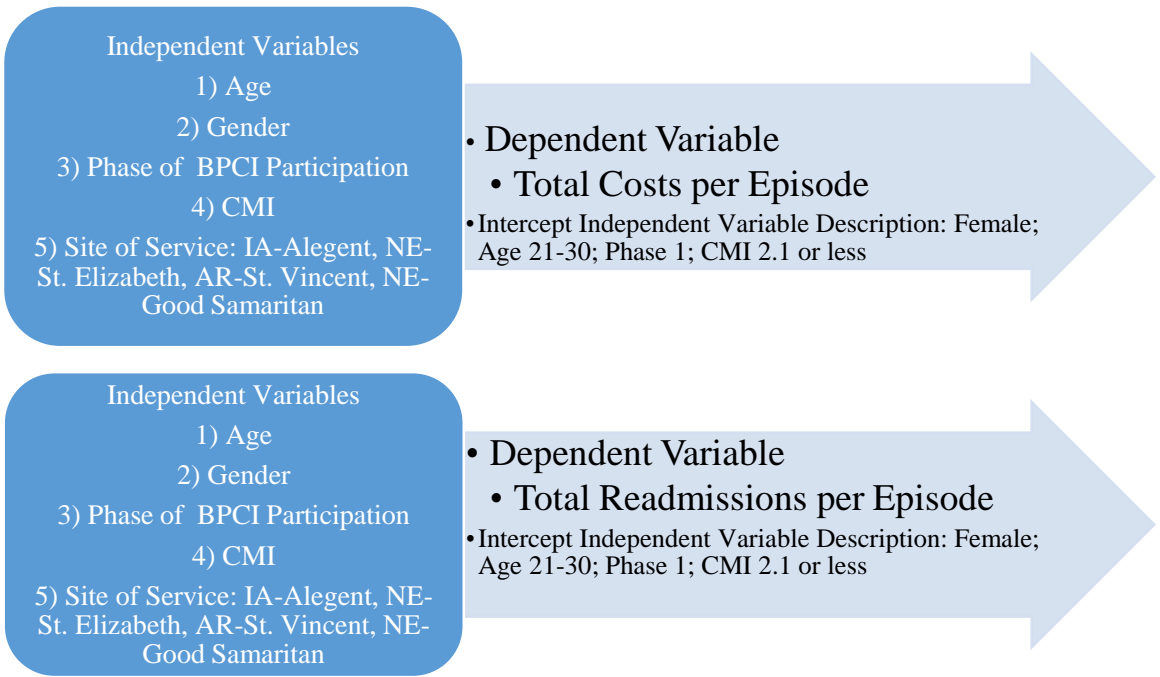 Independent Variables
1) Age
2) Gender
3) Phase of BPCI Participation
4) CMI
5) Site of Service: IA-Alegent, NE-
St. Elizabeth, AR-St. Vincent, NE-
Good Samaritan
• Dependent Variable
• Total Costs per Episode
• Intercept Independent Variable Description: Female;
Age 21-30; Phase 1; CMI 2.1 or less
Independent Variables
1) Age
2) Gender
3) Phase of BPCI Participation
4) CMI
5) Site of Service: IA-Alegent, NE-
St. Elizabeth, AR-St. Vincent, NE-
Good Samaritan
• Dependent Variable
• Total Readmissions per Episode
• Intercept Independent Variable Description: Female;
Age 21-30; Phase 1; CMI 2.1 or less